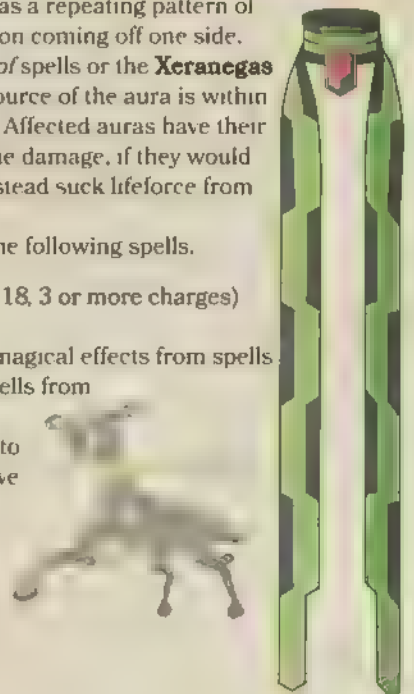 as a repeating pattern of
on coming off one side.
of spells or the Xeranegas
ource of the aura is within
Affected auras have their
ne damage, if they would
stead suck lifeforce from
he following spells.
18, 3 or more charges)
magical effects from spells
ells from
to
ve